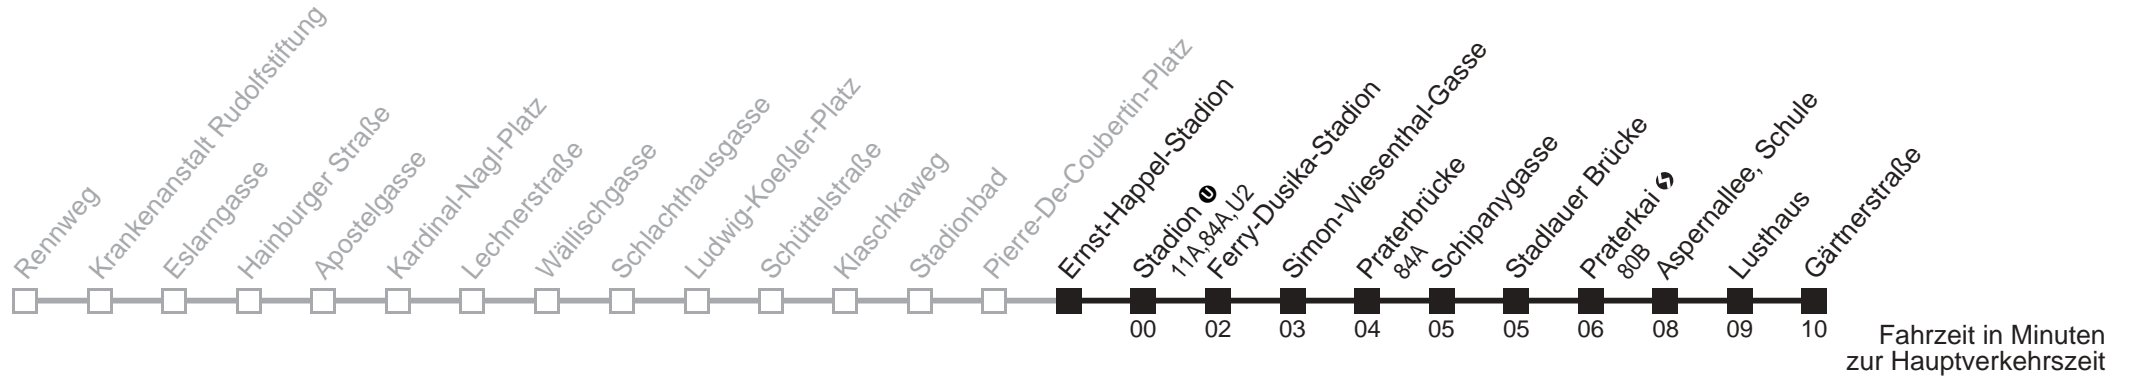 Rennweg
Krankenanstalt Rudolfstiftung
Eslarngasse
Hainburger Straße
Apostelgasse
Kardinal-Nagl-Platz
Lechnerstraße
Wällischgasse
Schlachthausgasse
Ludwig-Koeßler-Platz
Schüttelstraße
Klaschkaweg
Stadionbad
Pierre-De-Coubertin-Platz
Ernst-Happel-Stadion
Stadion U
11A,84A,U2
Ferry-Dusika-Stadion
Simon-Wiesenthal-Gasse
Praterbrücke
84A
Schipanygasse
Stadlauer Brücke
Praterkai
80B
Aspernallee, Schule
Lusthaus
Gärtnerstraße
00 02 03 04 05 05 06 08 09 10
Fahrzeit in Minuten
zur Hauptverkehrszeit